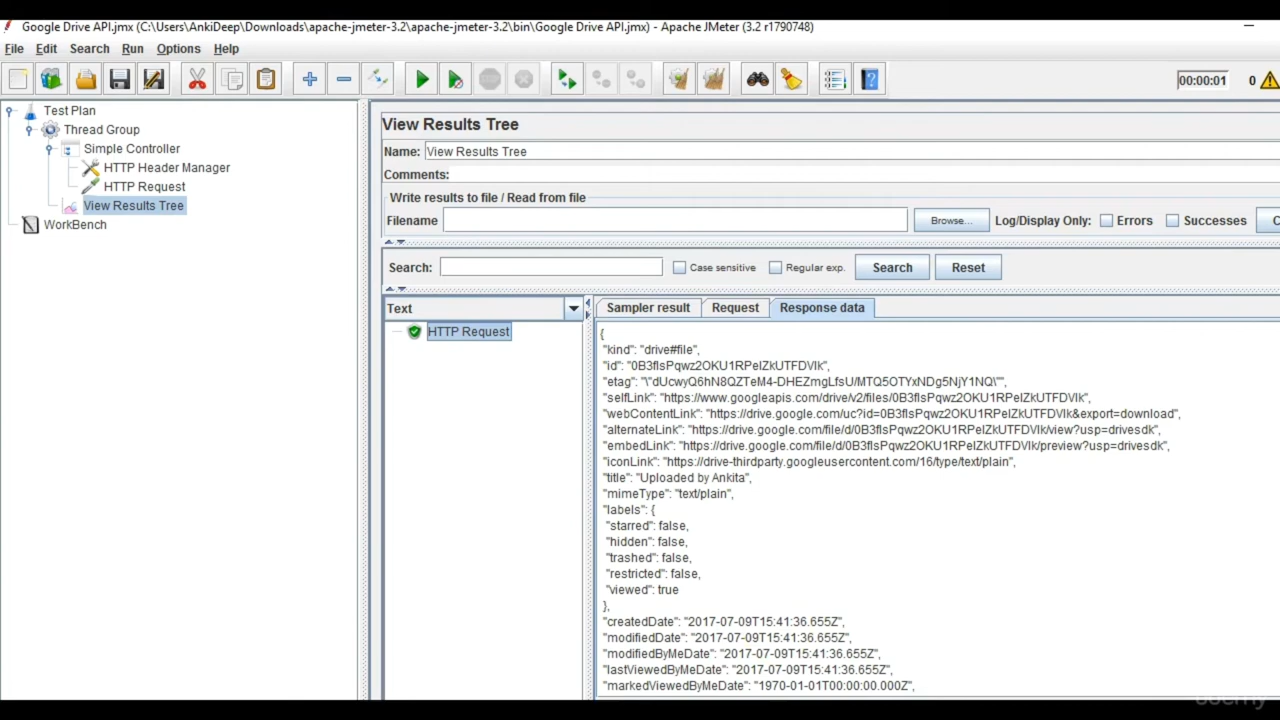 Google Drive API.jmx (C:\Users\AnkiDeep\Downloads\apache-jmeter-3.2\apache-jmeter-3.2\bin\Google Drive API.jmx) - Apache JMeter (3.2 r1790748)
File Edit Search Run Options Help
00:00:01 0
Test Plan
Thread Group
Simple Controller
HTTP Header Manager
HTTP Request
View Results Tree
WorkBench
View Results Tree
Name: View Results Tree
Comments:
Write results to file / Read from file
Filename Browse... Log/Display Only: Errors Successes C
Search: Case sensitive Regular exp. Search Reset
Text
HTTP Request
Sampler result Request Response data
{
"kind": "drive#file",
"id": "0B3flsPqwz2OKU1RPelZkUTFDVlk",
"etag": "\"dUcwyQ6hN8QZTeM4-DHEZmgLfsU/MTQ5OTYxNDg5NjY1NQ\"",
"selfLink": "https://www.googleapis.com/drive/v2/files/0B3flsPqwz2OKU1RPelZkUTFDVlk",
"webContentLink": "https://drive.google.com/uc?id=0B3flsPqwz2OKU1RPelZkUTFDVlk&export=download",
"alternateLink": "https://drive.google.com/file/d/0B3flsPqwz2OKU1RPelZkUTFDVlk/view?usp=drivesdk",
"embedLink": "https://drive.google.com/file/d/0B3flsPqwz2OKU1RPelZkUTFDVlk/preview?usp=drivesdk",
"iconLink": "https://drive-thirdparty.googleusercontent.com/16/type/text/plain",
"title": "Uploaded by Ankita",
"mimeType": "text/plain",
"labels": {
"starred": false,
"hidden": false,
"trashed": false,
"restricted": false,
"viewed": true
},
"createdDate": "2017-07-09T15:41:36.655Z",
"modifiedDate": "2017-07-09T15:41:36.655Z",
"modifiedByMeDate": "2017-07-09T15:41:36.655Z",
"lastViewedByMeDate": "2017-07-09T15:41:36.655Z",
"markedViewedByMeDate": "1970-01-01T00:00:00.000Z",